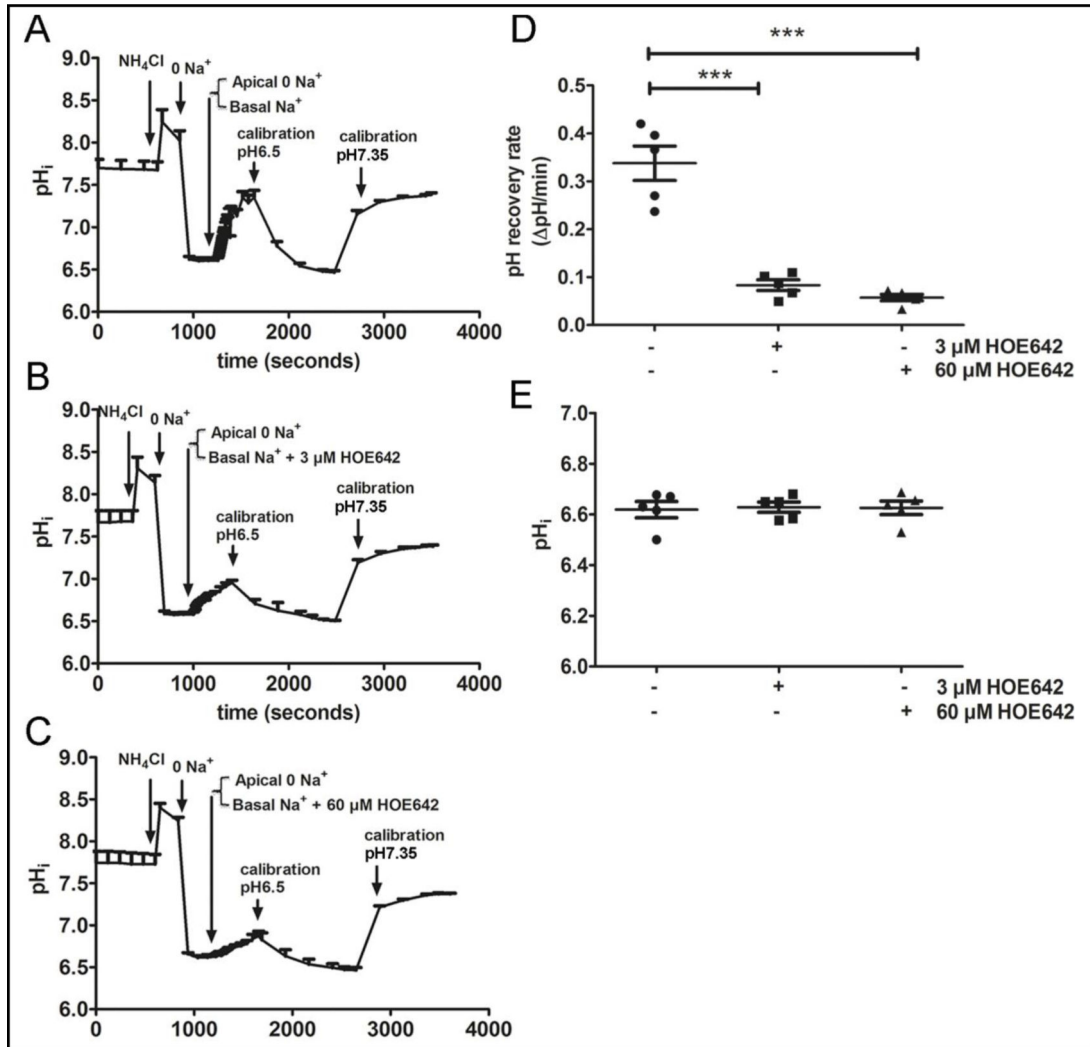 A
NH₄Cl 0 Na⁺
Apical 0 Na⁺
Basal Na⁺
calibration
pH6.5
calibration
pH7.35
pHᵢ
9.0
8.5
8.0
7.5
7.0
6.5
6.0
0 1000 2000 3000 4000
time (seconds)
B
NH₄Cl 0 Na⁺
Apical 0 Na⁺
Basal Na⁺ + 3 µM HOE642
calibration
pH6.5
calibration
pH7.35
pHᵢ
9.0
8.5
8.0
7.5
7.0
6.5
6.0
0 1000 2000 3000 4000
time (seconds)
C
NH₄Cl 0 Na⁺
Apical 0 Na⁺
Basal Na⁺ + 60 µM HOE642
calibration
pH6.5
calibration
pH7.35
pHᵢ
9.0
8.5
8.0
7.5
7.0
6.5
6.0
0 1000 2000 3000 4000
time (seconds)
D
***
***
pH recovery rate
(ΔpH/min)
0.5
0.4
0.3
0.2
0.1
0.0
- + - 3 µM HOE642
- - + 60 µM HOE642
E
pHᵢ
7.0
6.8
6.6
6.4
6.2
6.0
- + - 3 µM HOE642
- - + 60 µM HOE642